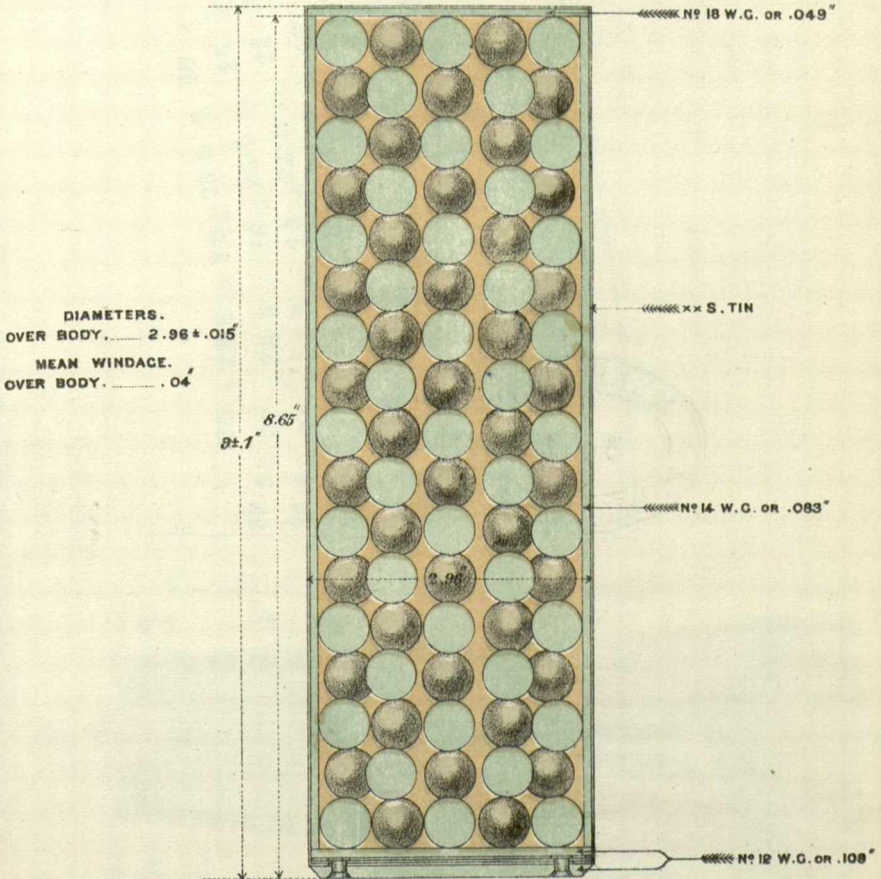 Nº 18 W.G. OR .049"
×× S. TIN
DIAMETERS.
OVER BODY. ...... 2.96 ± .015"
MEAN WINDAGE.
OVER BODY. ........ .04"
8.65"
9±.1"
Nº 14 W.G. OR .083"
2.96"
Nº 12 W.G. OR .109"